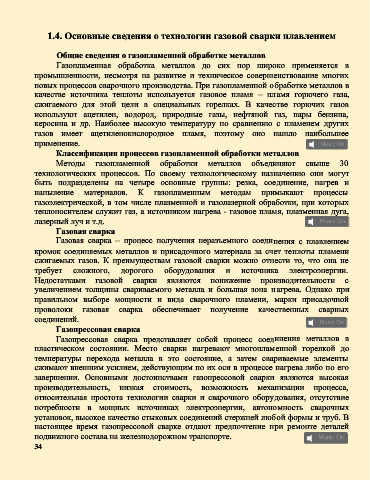 1.4. Основные сведения о технологии газовой сварки плавлением
Общие сведения о газопламенной обработке металлов
Газопламенная обработка металлов до сих пор широко применяется в
промышленности, несмотря на развитие и техническое совершенствование многих
новых процессов сварочного производства. При газопламенной обработке металлов в
качестве источника теплоты используется газовое пламя – пламя горючего газа,
сжигаемого для этой цели в специальных горелках. В качестве горючих газов
используют ацетилен, водород, природные газы, нефтяной газ, пары бензина,
керосина и др. Наиболее высокую температуру по сравнению с пламенем других
газов имеет ацетиленокислородное пламя, поэтому оно нашло наибольшее
применение.
Классификация процессов газопламенной обработки металлов
Методы газопламенной обработки металлов объединяют свыше 30
технологических процессов. По своему технологическому назначению они могут
быть подразделены на четыре основные группы: резка, соединение, нагрев и
напыление материалов. К газопламенным методам примыкают процессы
газоэлектрической, в том числе плазменной и газолазерной обработки, при которых
теплоносителем служит газ, а источником нагрева - газовое пламя, плазменная дуга,
лазерный луч и т.д.
Газовая сварка
Газовая сварка – процесс получения неразъемного соединения с плавлением
кромок соединяемых металлов и присадочного материала за счет теплоты пламени
сжигаемых газов. К преимуществам газовой сварки можно отнести то, что она не
требует сложного, дорогого оборудования и источника электроэнергии.
Недостатками газовой сварки являются понижение производительности с
увеличением толщины свариваемого металла и большая зона нагрева. Однако при
правильном выборе мощности и вида сварочного пламени, марки присадочной
проволоки газовая сварка обеспечивает получение качественных сварных
соединений.
Газопрессовая сварка
Газопрессовая сварка представляет собой процесс соединения металлов в
пластическом состоянии. Место сварки нагревают многопламенной горелкой до
температуры перехода металла в это состояние, а затем свариваемые элементы
сжимают внешним усилием, действующим по их оси в процессе нагрева либо по его
завершении. Основными достоинствами газопрессовой сварки являются высокая
производительность, низкая стоимость, возможность механизации процесса,
относительная простота технологии сварки и сварочного оборудования, отсутствие
потребности в мощных источниках электроэнергии, автономность сварочных
установок, высокое качество стыковых соединений стержней любой формы и труб. В
настоящее время газопрессовой сварке отдают предпочтение при ремонте деталей
подвижного состава на железнодорожном транспорте.
34